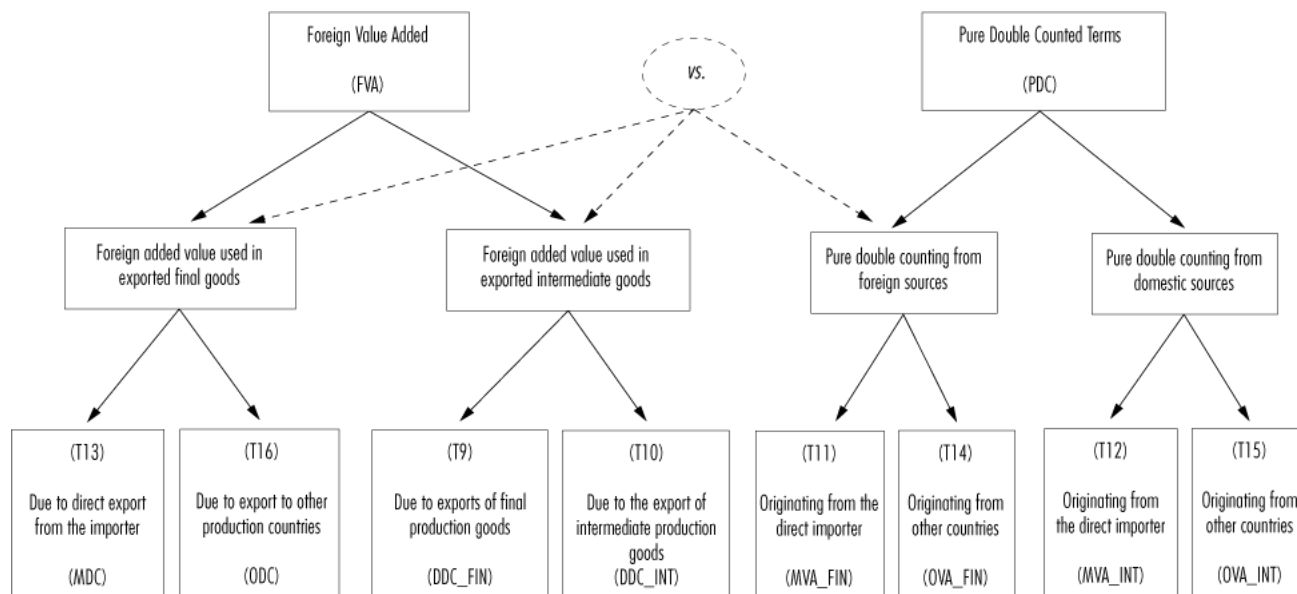 Foreign Value Added
(FVA)
vs.
Pure Double Counted Terms
(PDC)
Foreign added value used in
exported final goods
Foreign added value used in
exported intermediate goods
Pure double counting from
foreign sources
Pure double counting from
domestic sources
(T13)
Due to direct export
from the importer
(MDC)
(T16)
Due to export to other
production countries
(ODC)
(T9)
Due to exports of final
production goods
(DDC_FIN)
(T10)
Due to the export of
intermediate production
goods
(DDC_INT)
(T11)
Originating from the
direct importer
(MVA_FIN)
(T14)
Originating from
other countries
(OVA_FIN)
(T12)
Originating from
the direct importer
(MVA_INT)
(T15)
Originating from
other countries
(OVA_INT)